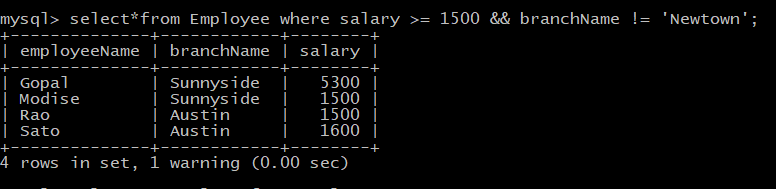 mysql> select*from Employee where salary >= 1500 && branchName != 'Newtown';
+--------------+------------+--------+
| employeeName | branchName | salary |
+--------------+------------+--------+
| Gopal        | Sunnyside  |   5300 |
| Modise       | Sunnyside  |   1500 |
| Rao          | Austin     |   1500 |
| Sato         | Austin     |   1600 |
+--------------+------------+--------+
4 rows in set, 1 warning (0.00 sec)